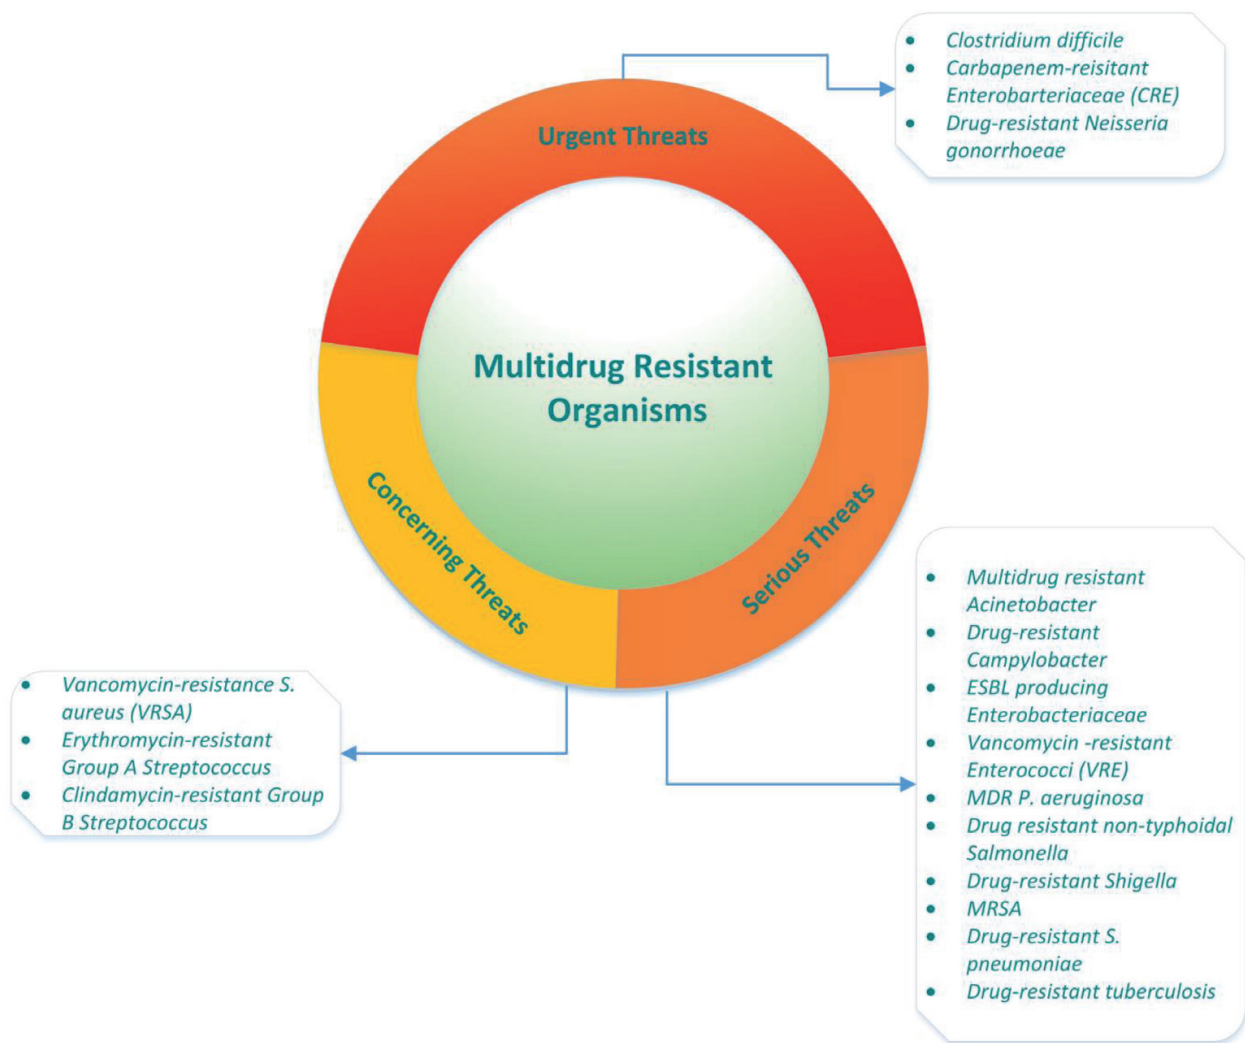 • Clostridium difficile
• Carbapenem-reisitant
Enterobarteriaceae (CRE)
• Drug-resistant Neisseria
gonorrhoeae
Urgent Threats
Multidrug Resistant
Organisms
Concerning Threats
Serious Threats
• Vancomycin-resistance S.
aureus (VRSA)
• Erythromycin-resistant
Group A Streptococcus
• Clindamycin-resistant Group
B Streptococcus
• Multidrug resistant
Acinetobacter
• Drug-resistant
Campylobacter
• ESBL producing
Enterobacteriaceae
• Vancomycin -resistant
Enterococci (VRE)
• MDR P. aeruginosa
• Drug resistant non-typhoidal
Salmonella
• Drug-resistant Shigella
• MRSA
• Drug-resistant S.
pneumoniae
• Drug-resistant tuberculosis